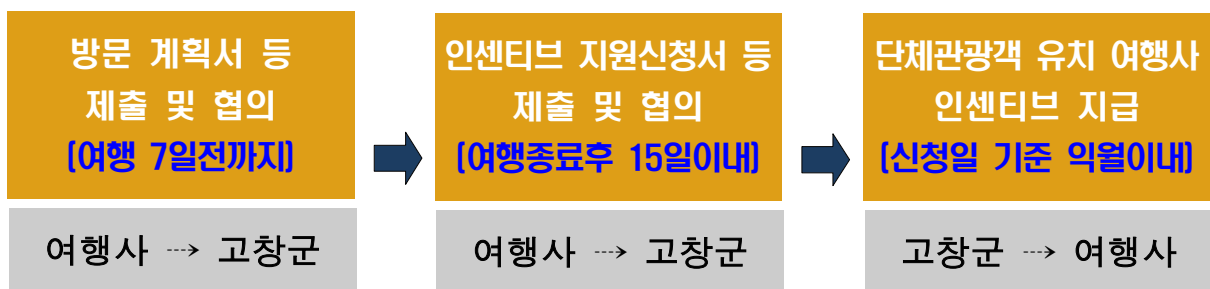 방문 계획서 등
제출 및 협의
(여행 7일전까지)
여행사 ⤑ 고창군
인센티브 지원신청서 등
제출 및 협의
(여행종료후 15일이내)
여행사 ⤑ 고창군
단체관광객 유치 여행사
인센티브 지급
(신청일 기준 익월이내)
고창군 ⤑ 여행사